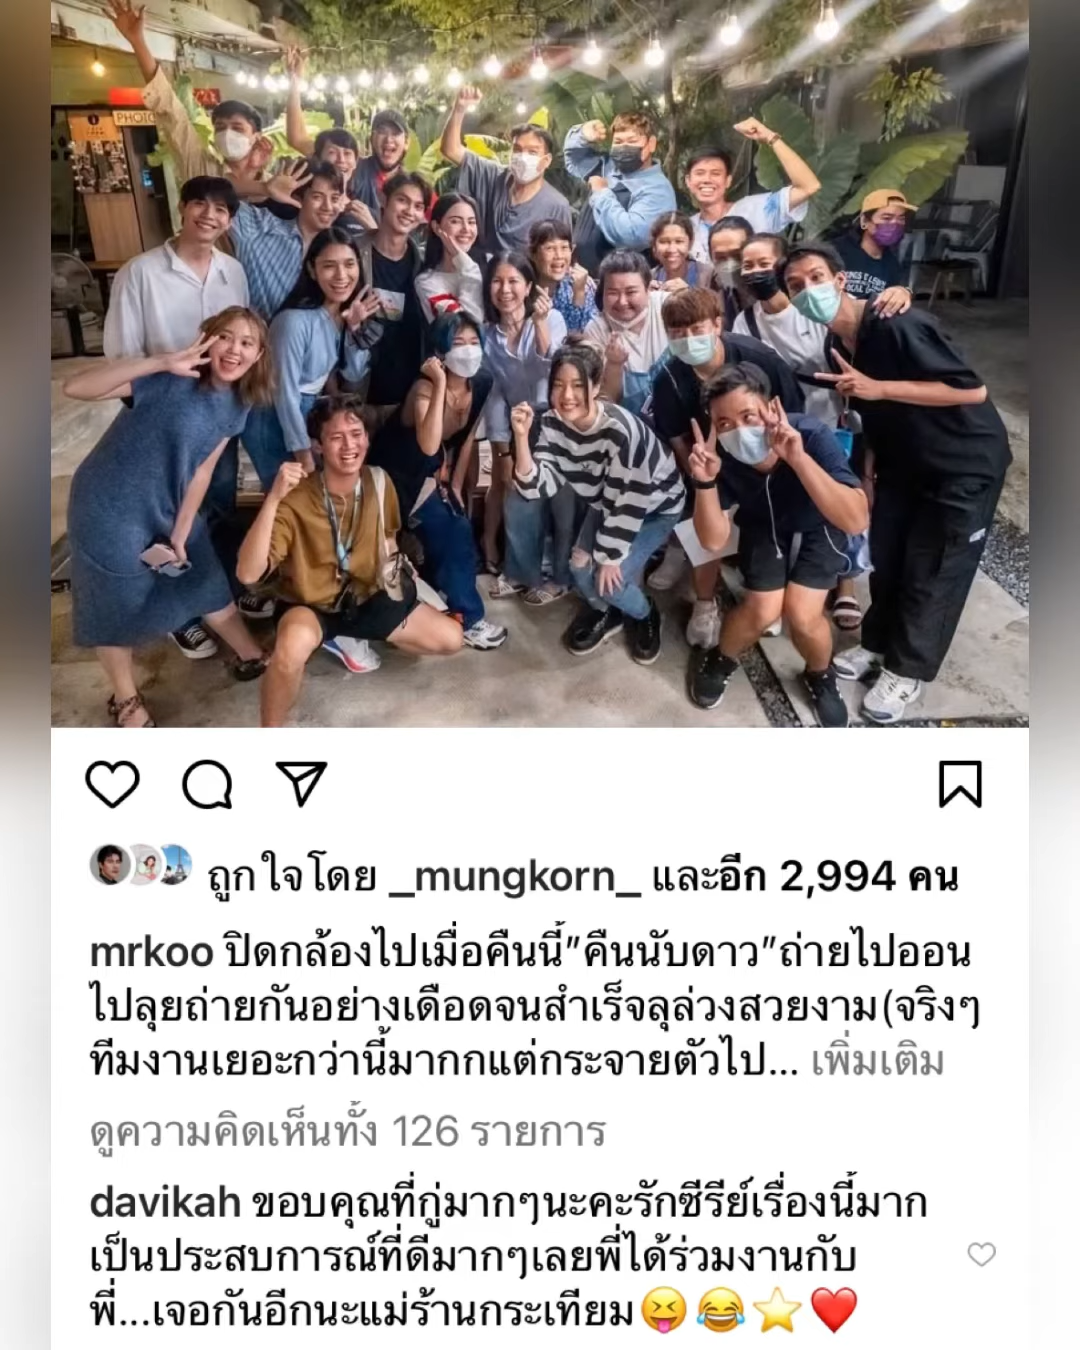 PHOTO
ถูกใจโดย _mungkorn_ และอีก 2,994 คน
mrkoo ปิดกล้องไปเมื่อคืนนี้"คืนนับดาว"ถ่ายไปออน
ไปลุยถ่ายกันอย่างเดือดจนสำเร็จลุล่วงสวยงาม(จริงๆ
ทีมงานเยอะกว่านี้มากกแต่กระจายตัวไป... เพิ่มเติม
ดูความคิดเห็นทั้ง 126 รายการ
davikah ขอบคุณที่กู่มากๆนะคะรักซีรีย์เรื่องนี้มาก
เป็นประสบการณ์ที่ดีมากๆเลยพี่ได้ร่วมงานกับ
พี่...เจอกันอีกนะแม่ร้านกระเทียม😝😂⭐❤️